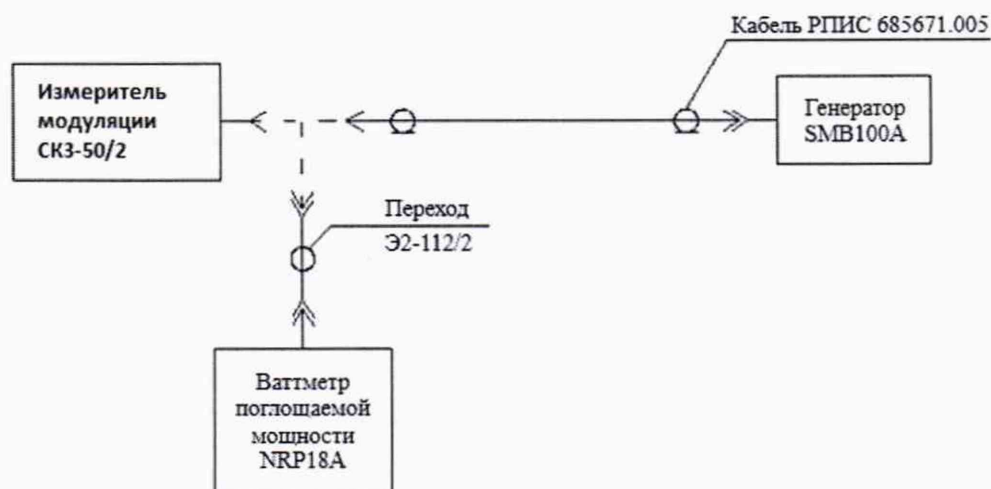 Кабель РПИС 685671.005
Измеритель
модуляции
СК3-50/2
Генератор
SMB100A
Переход
Э2-112/2
Ваттметр
поглощаемой
мощности
NRP18A